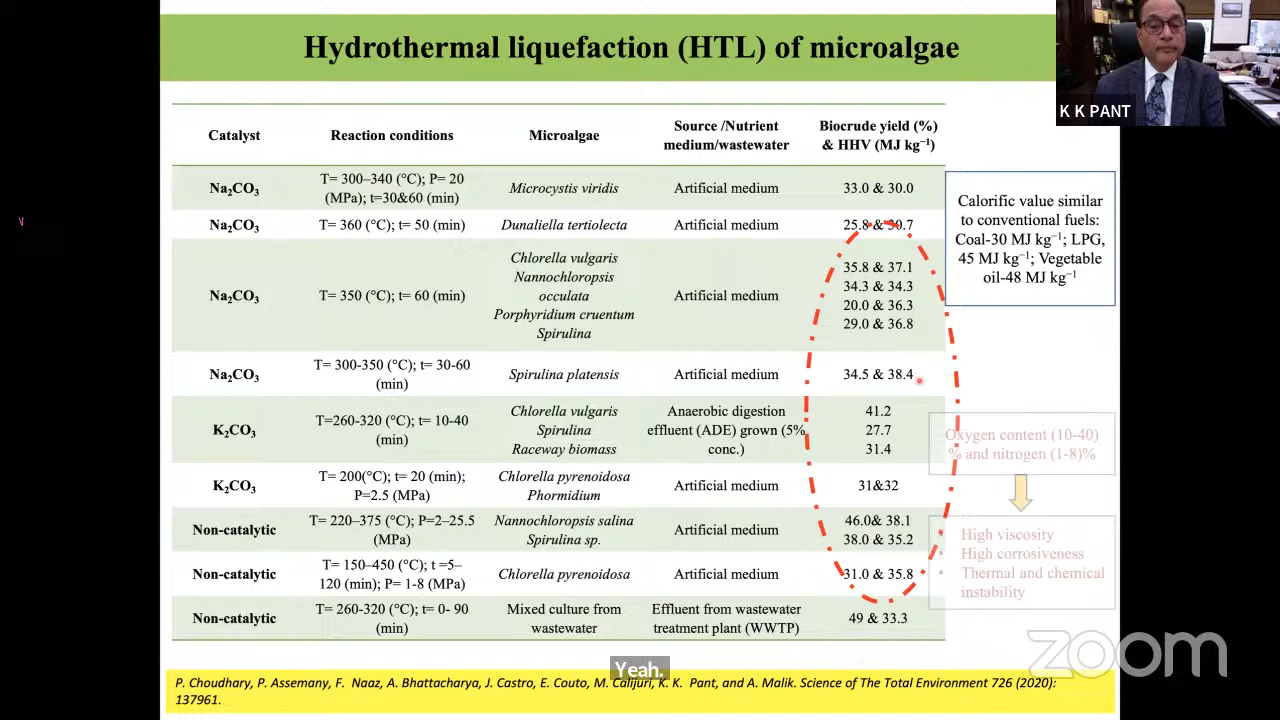 Hydrothermal liquefaction (HTL) of microalgae
K K PANT
Catalyst
Reaction conditions
Microalgae
Source /Nutrient
medium/wastewater
Biocrude yield (%)
& HHV (MJ kg⁻¹)
Na₂CO₃
T= 300–340 (°C); P= 20
(MPa); t=30&60 (min)
Microcystis viridis
Artificial medium
33.0 & 30.0
Na₂CO₃
T= 360 (°C); t= 50 (min)
Dunaliella tertiolecta
Artificial medium
25.8 & 30.7
Na₂CO₃
T= 350 (°C); t= 60 (min)
Chlorella vulgaris
Nannochloropsis
occulata
Porphyridium cruentum
Spirulina
Artificial medium
35.8 & 37.1
34.3 & 34.3
20.0 & 36.3
29.0 & 36.8
Na₂CO₃
T= 300-350 (°C); t= 30-60
(min)
Spirulina platensis
Artificial medium
34.5 & 38.4
K₂CO₃
T=260-320 (°C); t= 10-40
(min)
Chlorella vulgaris
Spirulina
Raceway biomass
Anaerobic digestion
effluent (ADE) grown (5%
conc.)
41.2
27.7
31.4
K₂CO₃
T= 200(°C); t= 20 (min);
P=2.5 (MPa)
Chlorella pyrenoidosa
Phormidium
Artificial medium
31&32
Non-catalytic
T= 220–375 (°C); P=2–25.5
(MPa)
Nannochloropsis salina
Spirulina sp.
Artificial medium
46.0& 38.1
38.0 & 35.2
Non-catalytic
T= 150–450 (°C); t =5–
120 (min); P= 1-8 (MPa)
Chlorella pyrenoidosa
Artificial medium
31.0 & 35.8
Non-catalytic
T= 260-320 (°C); t= 0- 90
(min)
Mixed culture from
wastewater
Effluent from wastewater
treatment plant (WWTP)
49 & 33.3
Calorific value similar
to conventional fuels:
Coal-30 MJ kg⁻¹; LPG,
45 MJ kg⁻¹; Vegetable
oil-48 MJ kg⁻¹
Oxygen content (10-40)
% and nitrogen (1-8)%
• High viscosity
• High corrosiveness
• Thermal and chemical
instability
zoom
Yeah.
P. Choudhary, P. Assemany, F. Naaz, A. Bhattacharya, J. Castro, E. Couto, M. Calijuri, K. K. Pant, and A. Malik. Science of The Total Environment 726 (2020):
137961.